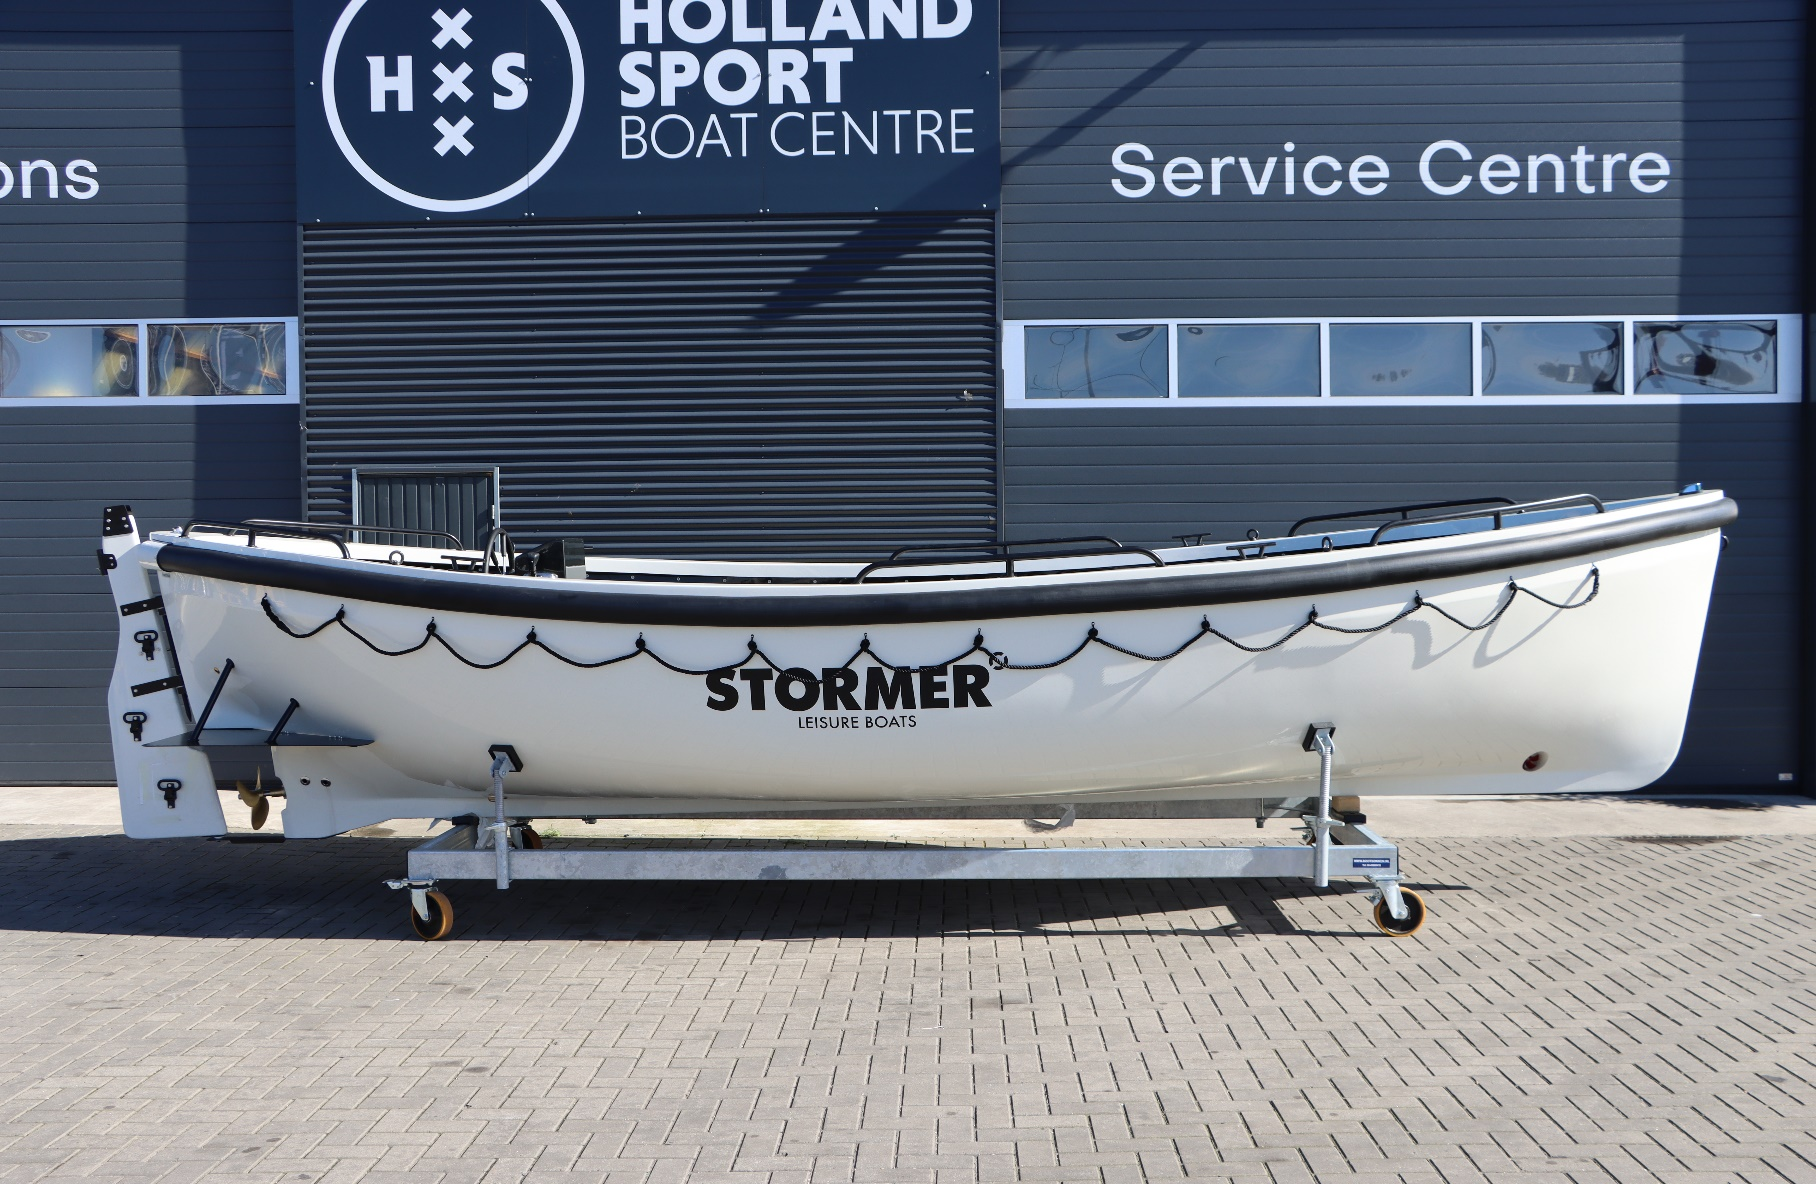 HOLLAND
SPORT
BOAT CENTRE
H S
ons
Service Centre
STORMER
LEISURE BOATS